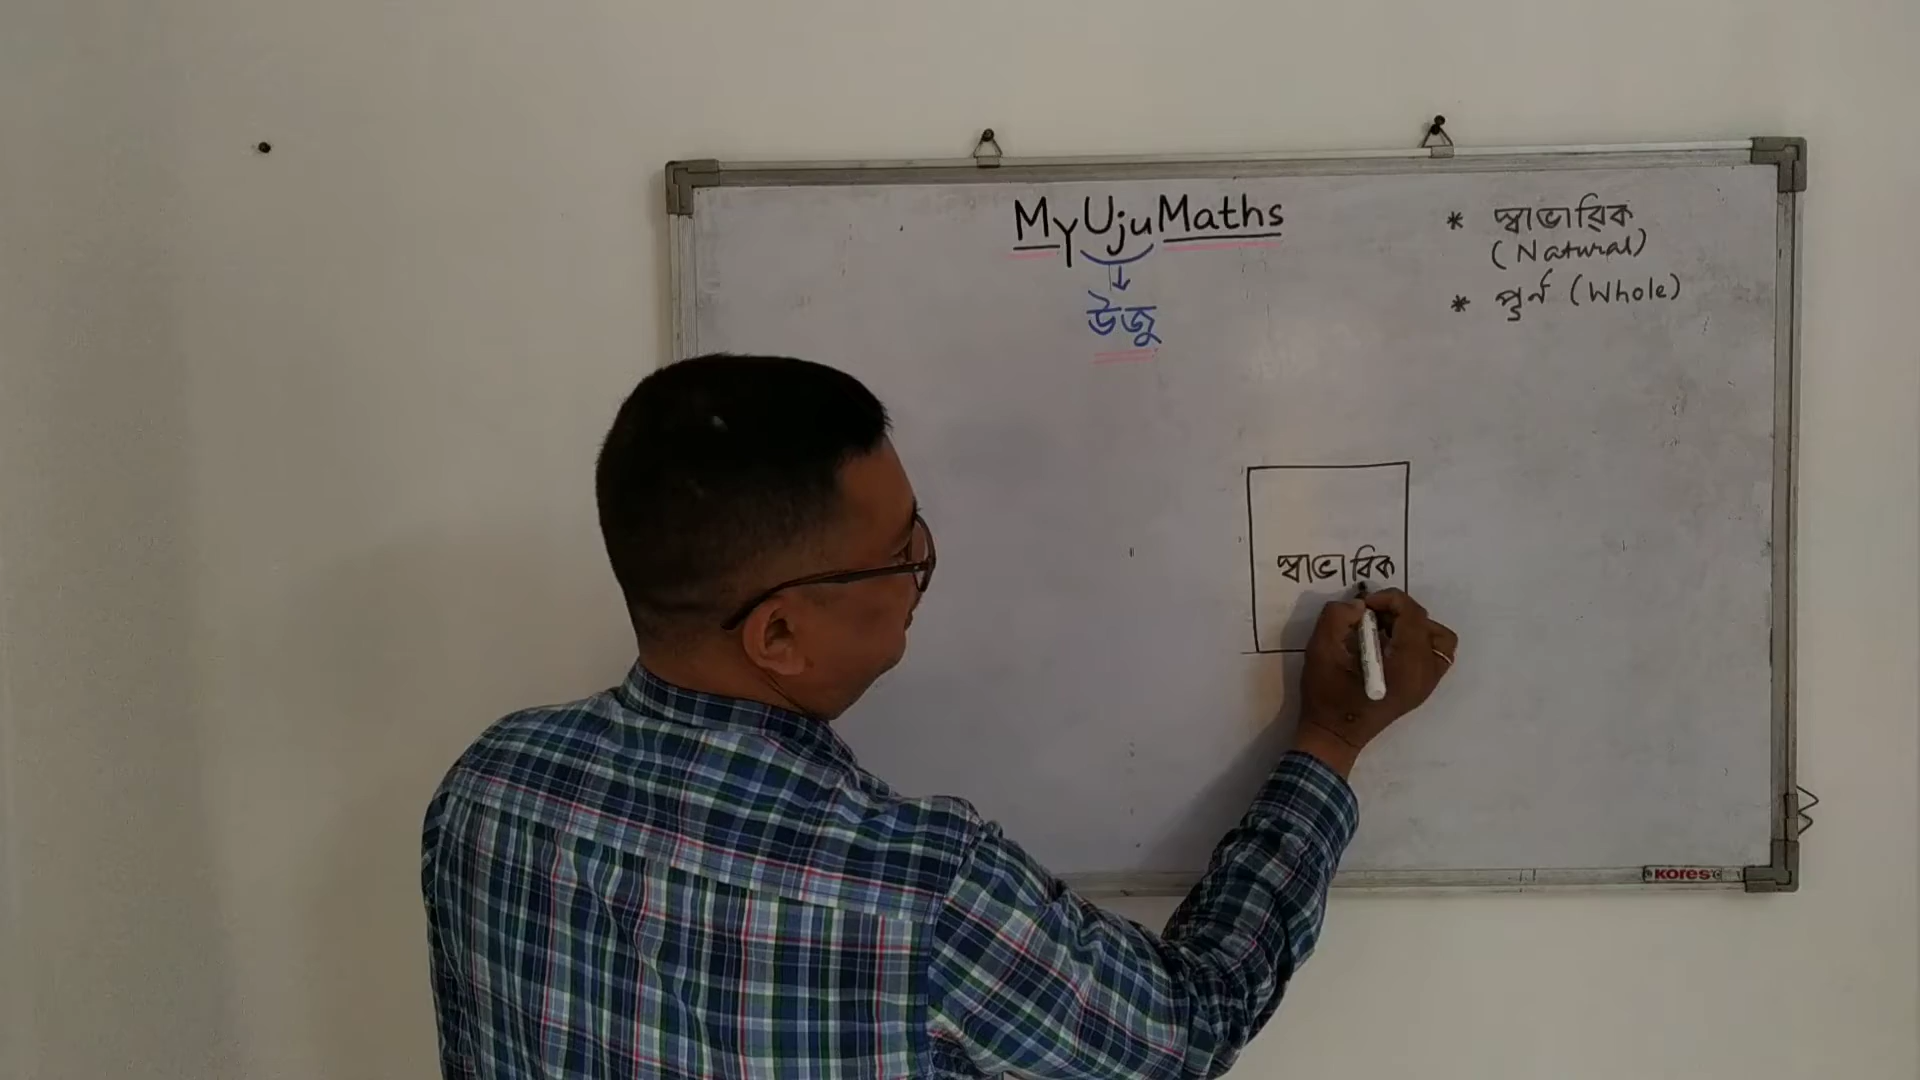 MyUjuMaths
উজু
* স্বাভাৱিক
(Natural)
* পূৰ্ন (Whole)
স্বাভাৱিক
kores